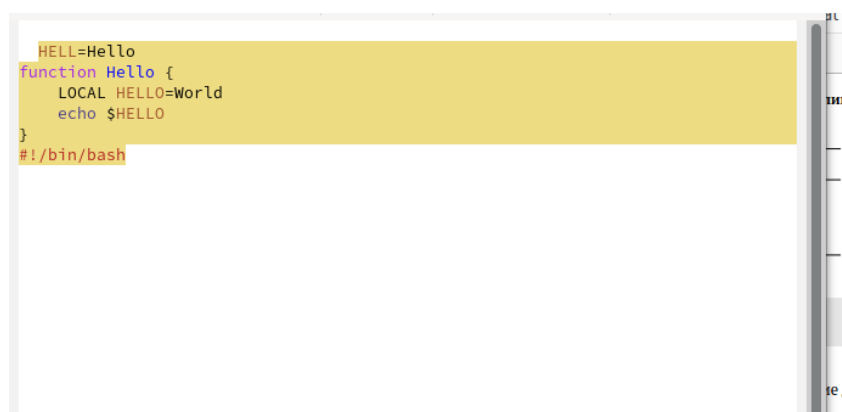 HELL=Hello
function Hello {
    LOCAL HELLO=World
    echo $HELLO
}
#!/bin/bash